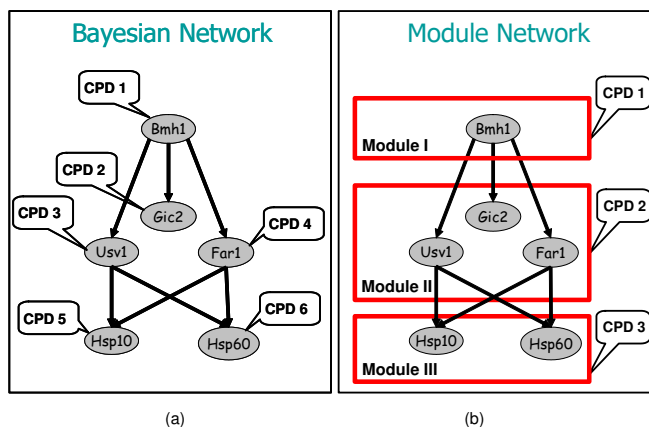 Bayesian Network
CPD 1
Bmh1
CPD 2
Gic2
CPD 3
CPD 4
Usv1
Far1
CPD 5
CPD 6
Hsp10
Hsp60
(a)
Module Network
CPD 1
Bmh1
Module I
CPD 2
Gic2
Usv1
Far1
Module II
CPD 3
Hsp10
Hsp60
Module III
(b)